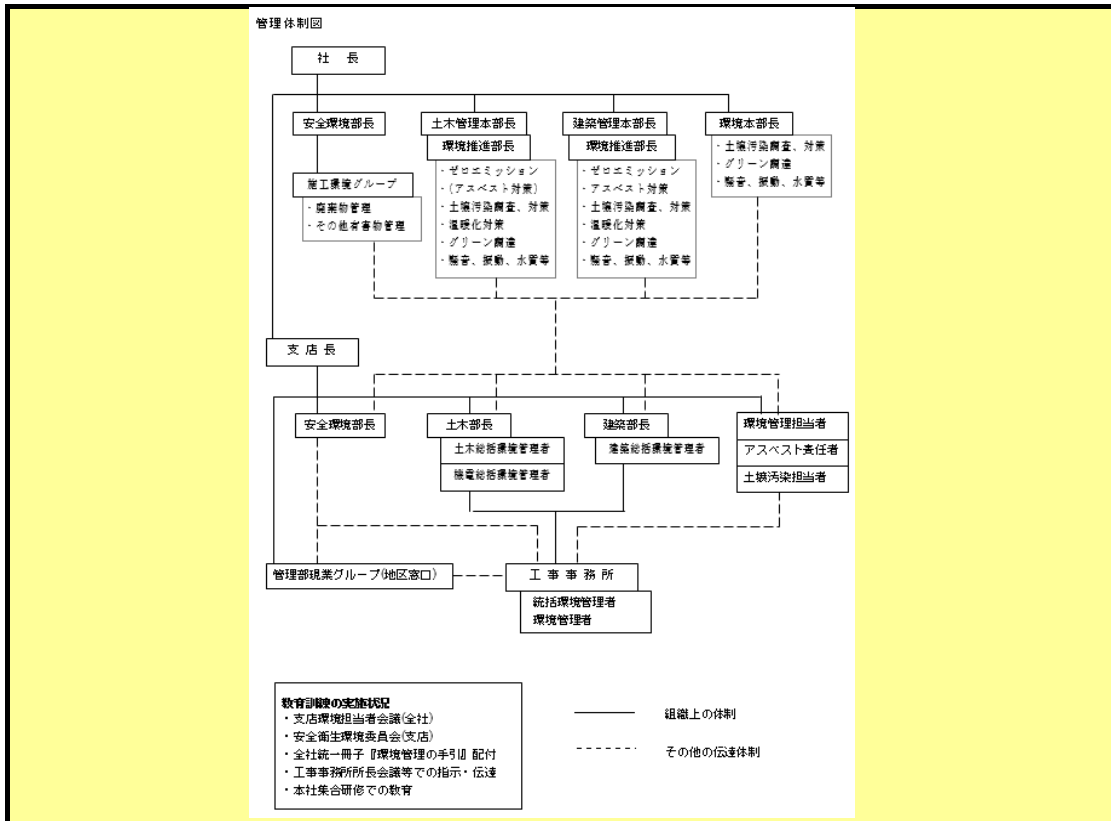 管理体制図
社　長
安全環境部長
土木管理本部長
建築管理本部長
環境本部長
環境推進部長
環境推進部長
・土壌汚染調査、対策
・グリーン調達
・騒音、振動、水質等
・ゼロエミッション
・(アスベスト対策)
・土壌汚染調査、対策
・温暖化対策
・グリーン調達
・騒音、振動、水質等
・ゼロエミッション
・アスベスト対策
・土壌汚染調査、対策
・温暖化対策
・グリーン調達
・騒音、振動、水質等
施工環境グループ
・廃棄物管理
・その他有害物管理
支 店 長
安全環境部長
土木部長
建築部長
土木総括環境管理者
機電総括環境管理者
建築総括環境管理者
環境管理担当者
アスベスト責任者
土壌汚染担当者
管理部現業グループ(地区窓口)
工 事 事 務 所
統括環境管理者
環境管理者
教育訓練の実施状況
・支店環境担当者会議(全社)
・安全衛生環境委員会(支店)
・全社統一冊子『環境管理の手引』配付
・工事事務所所長会議等での指示・伝達
・本社集合研修での教育
組織上の体制
その他の伝達体制